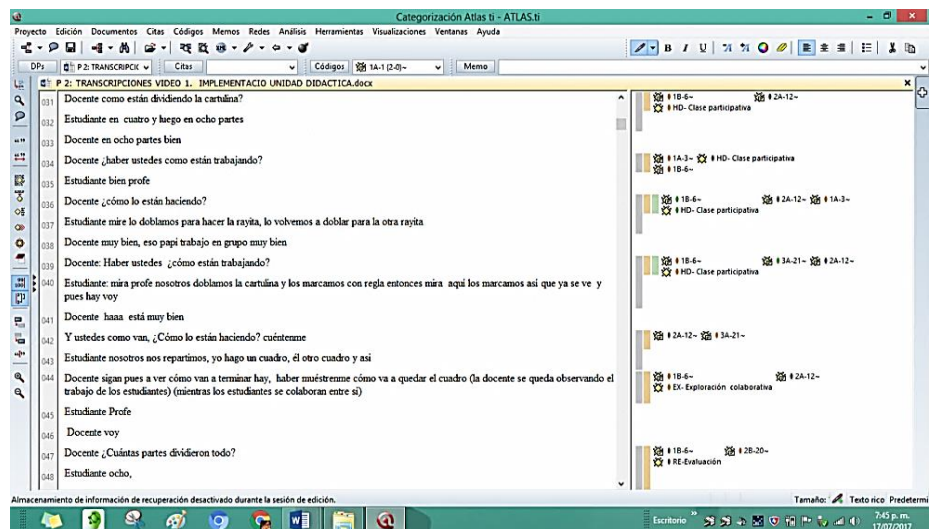 Categorización Atlas ti - ATLAS.ti
Proyecto Edición Documentos Citas Códigos Memos Redes Análisis Herramientas Visualizaciones Ventanas Ayuda
DPs P 2: TRANSCRIPCIÓ Citas Códigos 1A-1 {2-0}~ Memo
P 2: TRANSCRIPCIONES VIDEO 1. IMPLEMENTACIO UNIDAD DIDACTICA.docx
031 Docente como están dividiendo la cartulina?
032 Estudiante en cuatro y luego en ocho partes
033 Docente en ocho partes bien
034 Docente ¿haber ustedes como están trabajando?
035 Estudiante bien profe
036 Docente ¿cómo lo están haciendo?
037 Estudiante mire lo doblamos para hacer la rayita, lo volvemos a doblar para la otra rayita
038 Docente muy bien, eso papi trabajo en grupo muy bien
039 Docente: Haber ustedes ¿cómo están trabajando?
040 Estudiante: mira profe nosotros doblamos la cartulina y los marcamos con regla entonces mira aquí los marcamos así que ya se ve y
pues hay voy
041 Docente haaa está muy bien
042 Y ustedes como van, ¿Cómo lo están haciendo? cuéntenme
043 Estudiante nosotros nos repartimos, yo hago un cuadro, él otro cuadro y asi
044 Docente sigan pues a ver cómo van a terminar hay, haber muéstrenme cómo va a quedar el cuadro (la docente se queda observando el
trabajo de los estudiantes) (mientras los estudiantes se colaboran entre sí)
045 Estudiante Profe
046 Docente voy
047 Docente ¿Cuántas partes dividieron todo?
048 Estudiante ocho,
1B-6~ 2A-12~
HD- Clase participativa
1A-3~ HD- Clase participativa
1B-6~
1B-6~ 2A-12~ 1A-3~
HD- Clase participativa
1B-6~ 3A-21~ 2A-12~
HD- Clase participativa
2A-12~ 3A-21~
1B-6~ 2A-12~
EX- Exploración colaborativa
1B-6~ 2B-20~
RE-Evaluación
Almacenamiento de información de recuperación desactivado durante la sesión de edición. Tamaño: Texto rico Predetermi
Escritorio 7:45 p. m.
17/07/2017